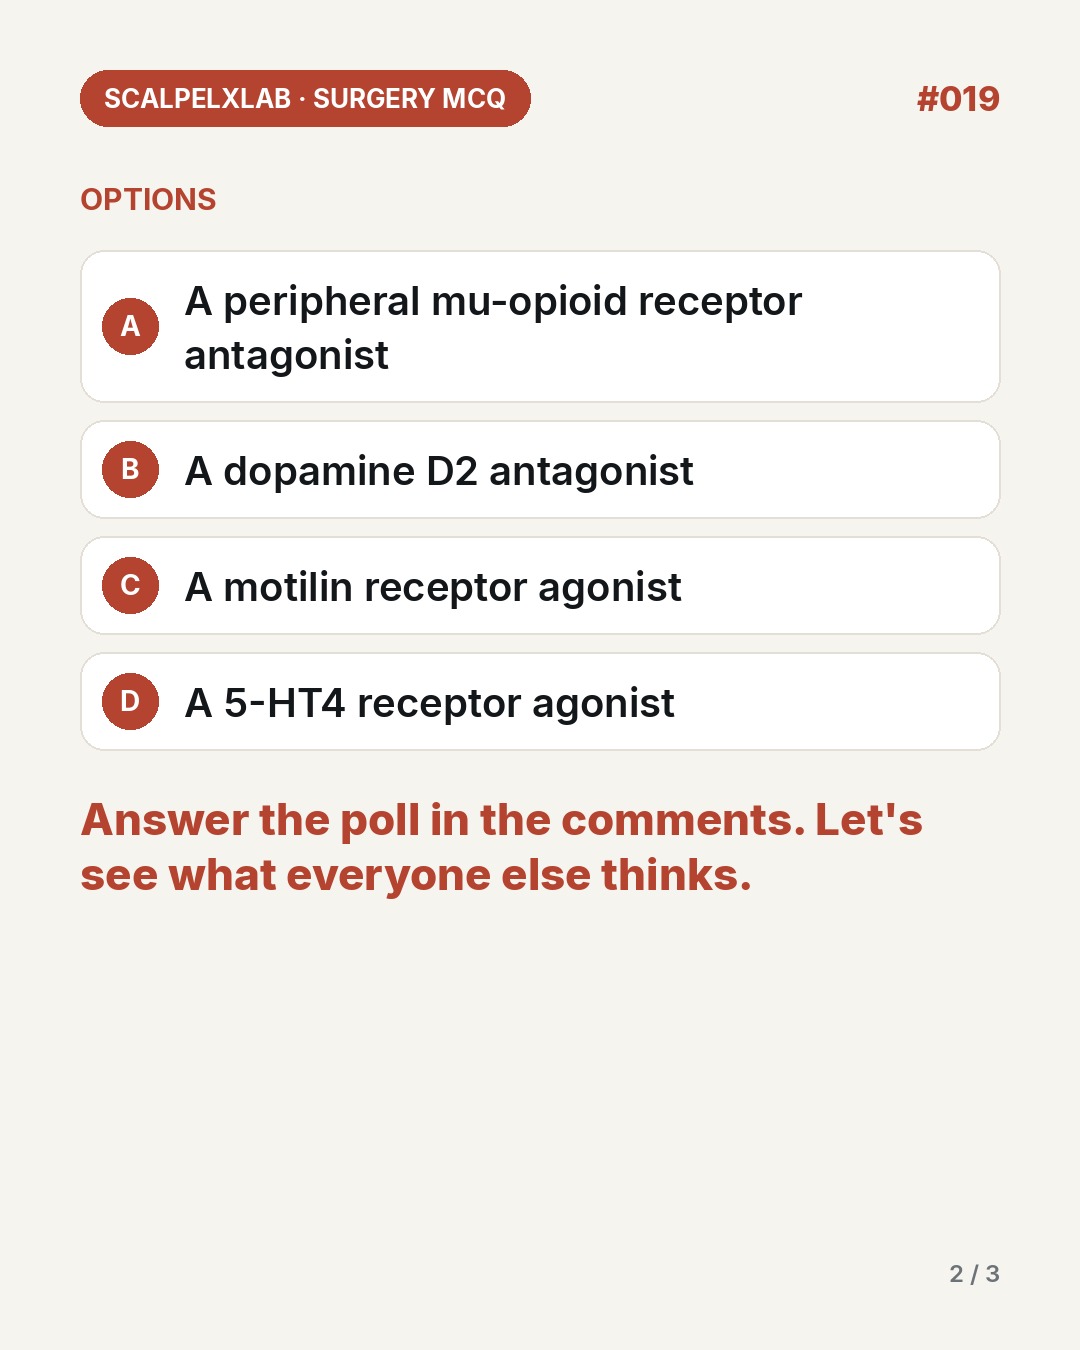 SCALPELXLAB · SURGERY MCQ
#019
OPTIONS
A
A peripheral mu-opioid receptor
antagonist
B
A dopamine D2 antagonist
C
A motilin receptor agonist
D
A 5-HT4 receptor agonist
Answer the poll in the comments. Let's
see what everyone else thinks.
2 / 3